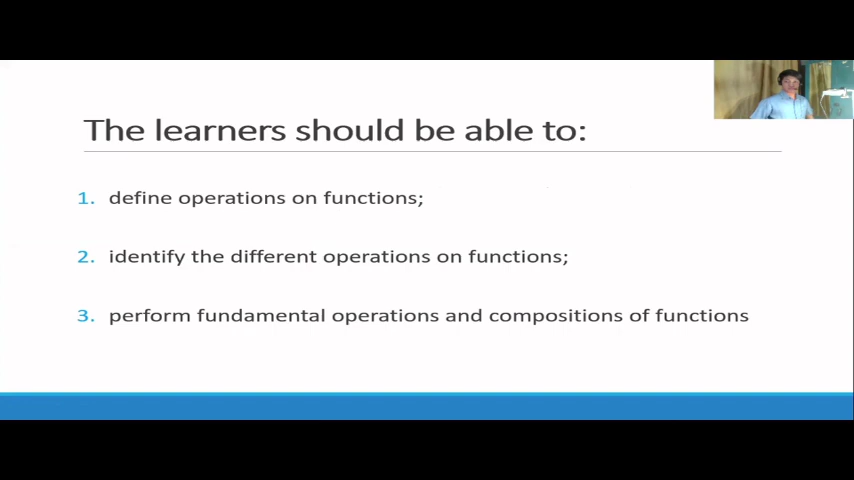 The learners should be able to:
1. define operations on functions;
2. identify the different operations on functions;
3. perform fundamental operations and compositions of functions